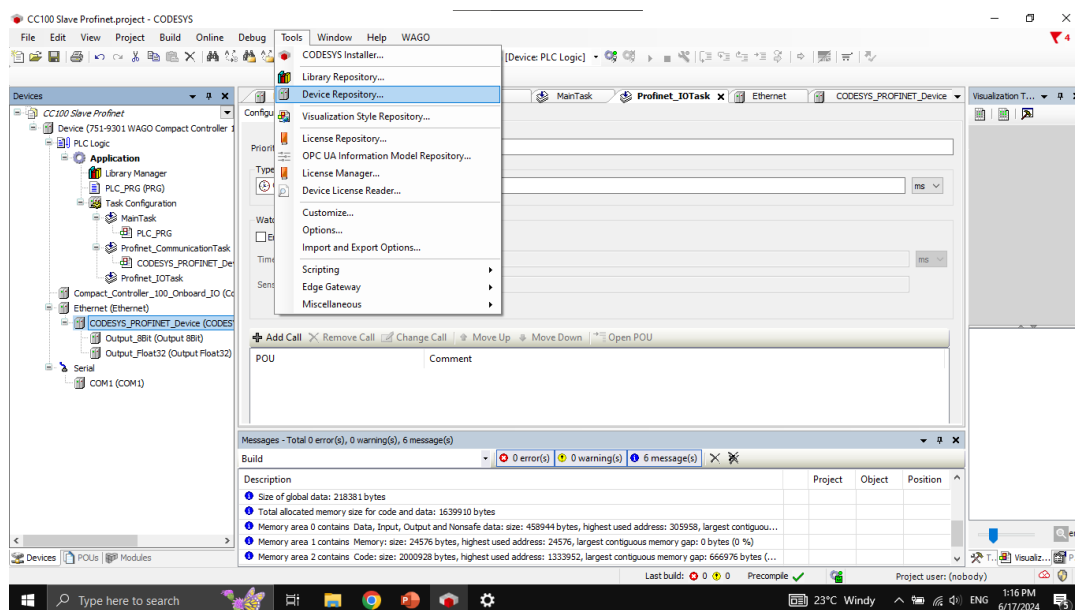 CC100 Slave Profinet.project - CODESYS
File Edit View Project Build Online Debug Tools Window Help WAGO
4
[Device: PLC Logic]
CODESYS Installer...
Library Repository...
Device Repository...
Visualization Style Repository...
License Repository...
OPC UA Information Model Repository...
License Manager...
Device License Reader...
Customize...
Options...
Import and Export Options...
Scripting
Edge Gateway
Miscellaneous
Devices
CC100 Slave Profinet
Device (751-9301 WAGO Compact Controller 1
PLC Logic
Application
Library Manager
PLC_PRG (PRG)
Task Configuration
MainTask
PLC_PRG
Profinet_CommunicationTask
CODESYS_PROFINET_De
Profinet_IOTask
Compact_Controller_100_Onboard_IO (Co
Ethernet (Ethernet)
CODESYS_PROFINET_Device (CODES
Output_8Bit (Output 8Bit)
Output_Float32 (Output Float32)
Serial
COM1 (COM1)
Devices POUs Modules
MainTask Profinet_IOTask Ethernet CODESYS_PROFINET_Device
Configu
Priorit
Type
ms
Watc
En
Time
ms
Sens
Add Call Remove Call Change Call Move Up Move Down Open POU
POU Comment
Visualization T...
Messages - Total 0 error(s), 0 warning(s), 6 message(s)
Build 0 error(s) 0 warning(s) 6 message(s)
Description Project Object Position
Size of global data: 218381 bytes
Total allocated memory size for code and data: 1639910 bytes
Memory area 0 contains Data, Input, Output and Nonsafe data: size: 458944 bytes, highest used address: 305958, largest contiguou...
Memory area 1 contains Memory: size: 24576 bytes, highest used address: 24576, largest contiguous memory gap: 0 bytes (0 %)
Memory area 2 contains Code: size: 2000928 bytes, highest used address: 1333952, largest contiguous memory gap: 666976 bytes (...
T... Visualiz... P
Last build: 0 0 Precompile Project user: (nobody)
Type here to search
23°C Windy ENG 1:16 PM
6/17/2024
5